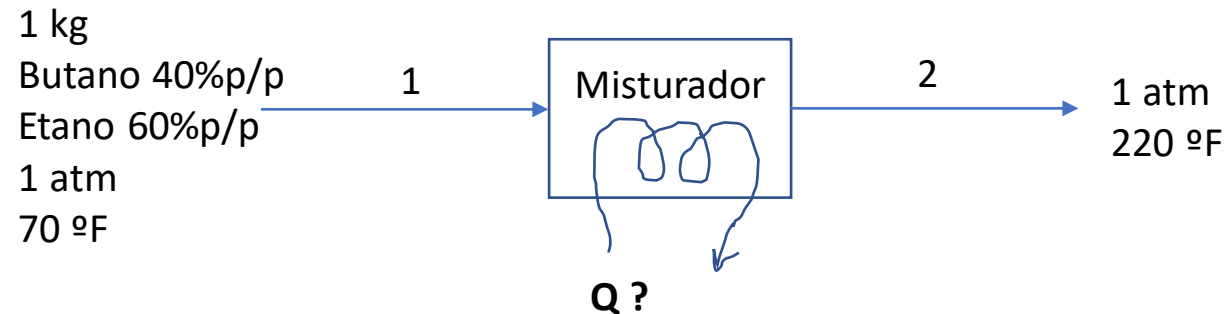 1 kg
Butano 40%p/p
Etano 60%p/p
1 atm
70 ºF
1
Misturador
Q ?
2
1 atm
220 ºF